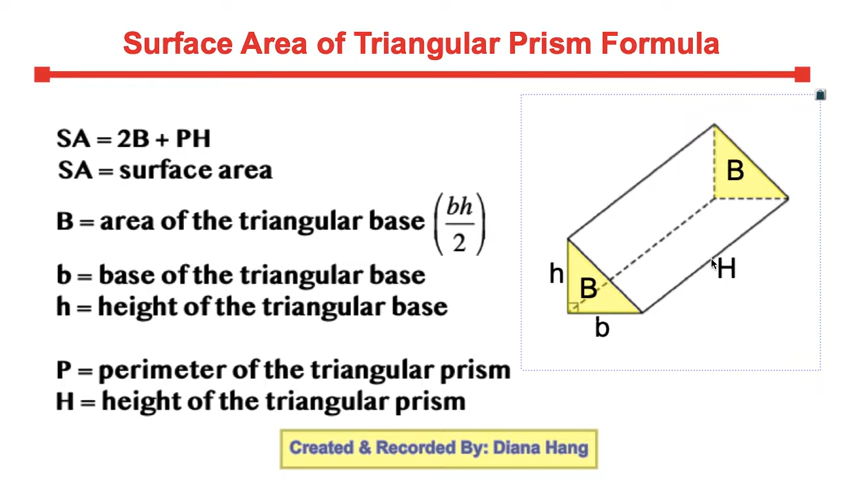 Surface Area of Triangular Prism Formula
SA = 2B + PH
SA = surface area
B = area of the triangular base (bh/2)
b = base of the triangular base
h = height of the triangular base
P = perimeter of the triangular prism
H = height of the triangular prism
B
h
B
H
b
Created & Recorded By: Diana Hang